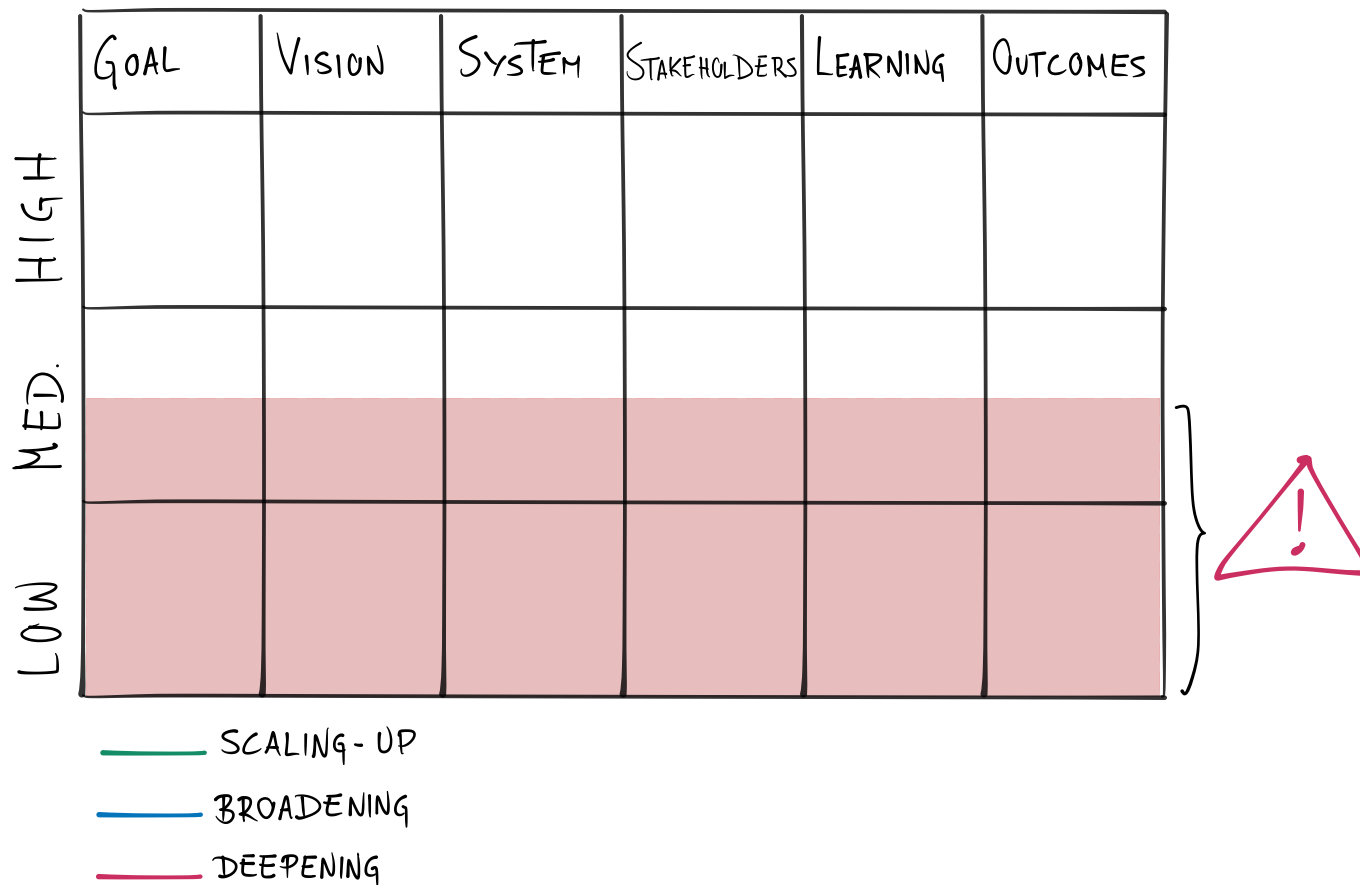 GOAL VISION SYSTEM STAKEHOLDERS LEARNING OUTCOMES
HIGH
MED.
LOW
!
SCALING-UP
BROADENING
DEEPENING